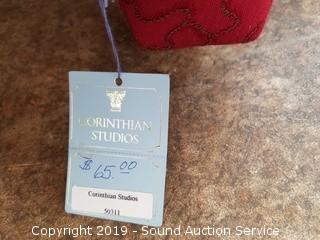 CORINTHIAN
STUDIOS
$65.00
Corinthian Studios
50311
Copyright 2019 - Sound Auction Service